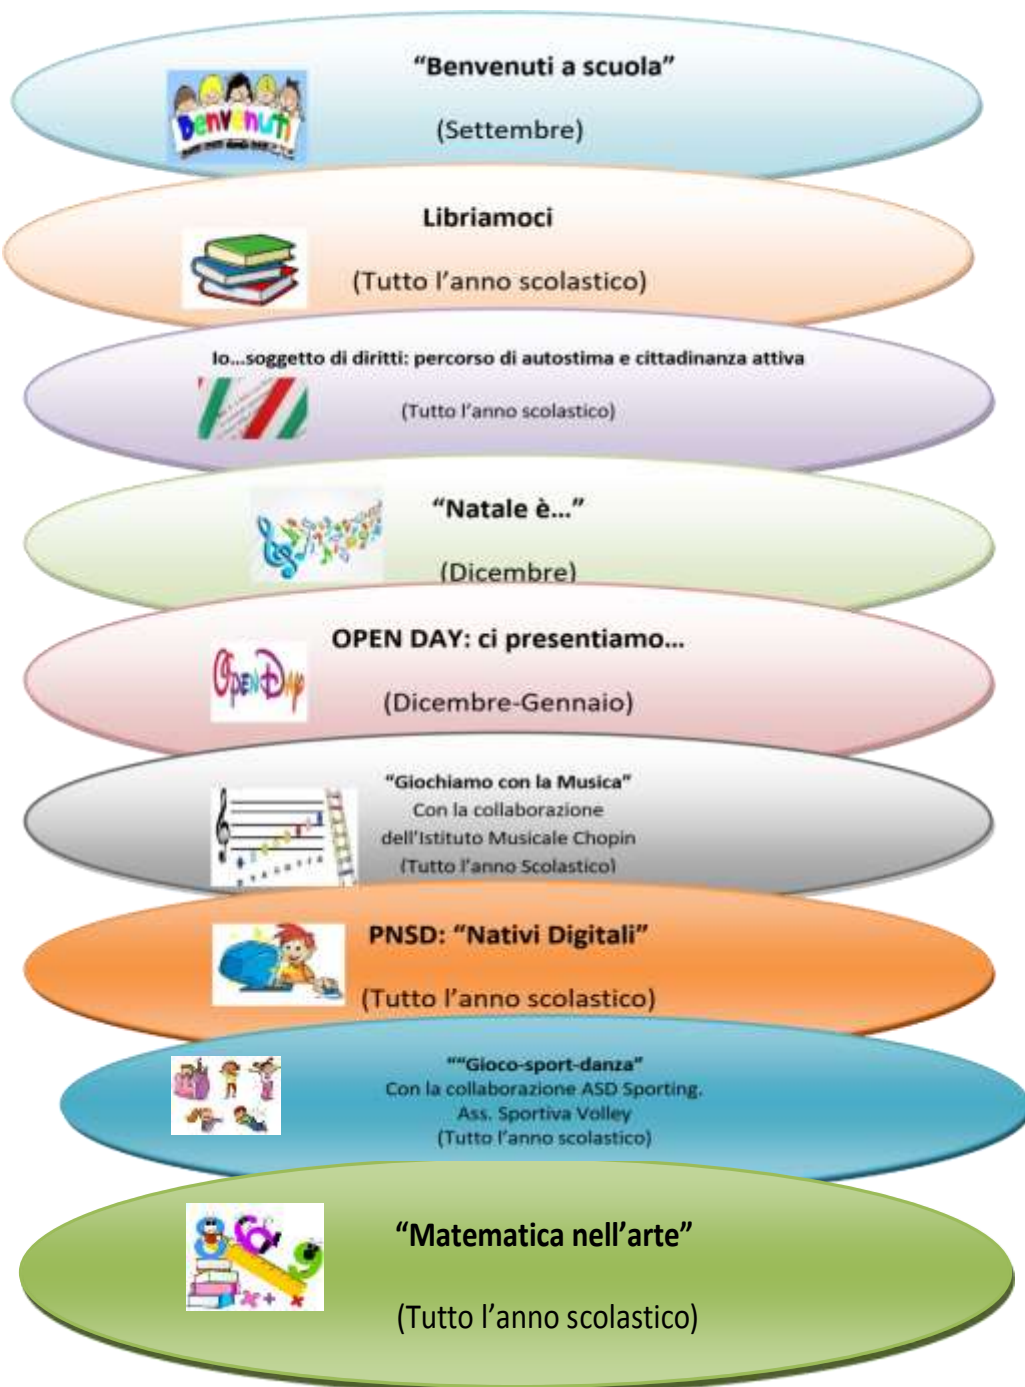 “Benvenuti a scuola”
Benvenuti
(Settembre)
Libriamoci
(Tutto l’anno scolastico)
Io...soggetto di diritti: percorso di autostima e cittadinanza attiva
(Tutto l’anno scolastico)
“Natale è...”
(Dicembre)
OPEN DAY: ci presentiamo...
OPEN DAY
(Dicembre-Gennaio)
“Giochiamo con la Musica”
Con la collaborazione
dell’Istituto Musicale Chopin
(Tutto l’anno Scolastico)
PNSD: “Nativi Digitali”
(Tutto l’anno scolastico)
““Gioco-sport-danza”
Con la collaborazione ASD Sporting.
Ass. Sportiva Volley
(Tutto l’anno scolastico)
“Matematica nell’arte”
(Tutto l’anno scolastico)